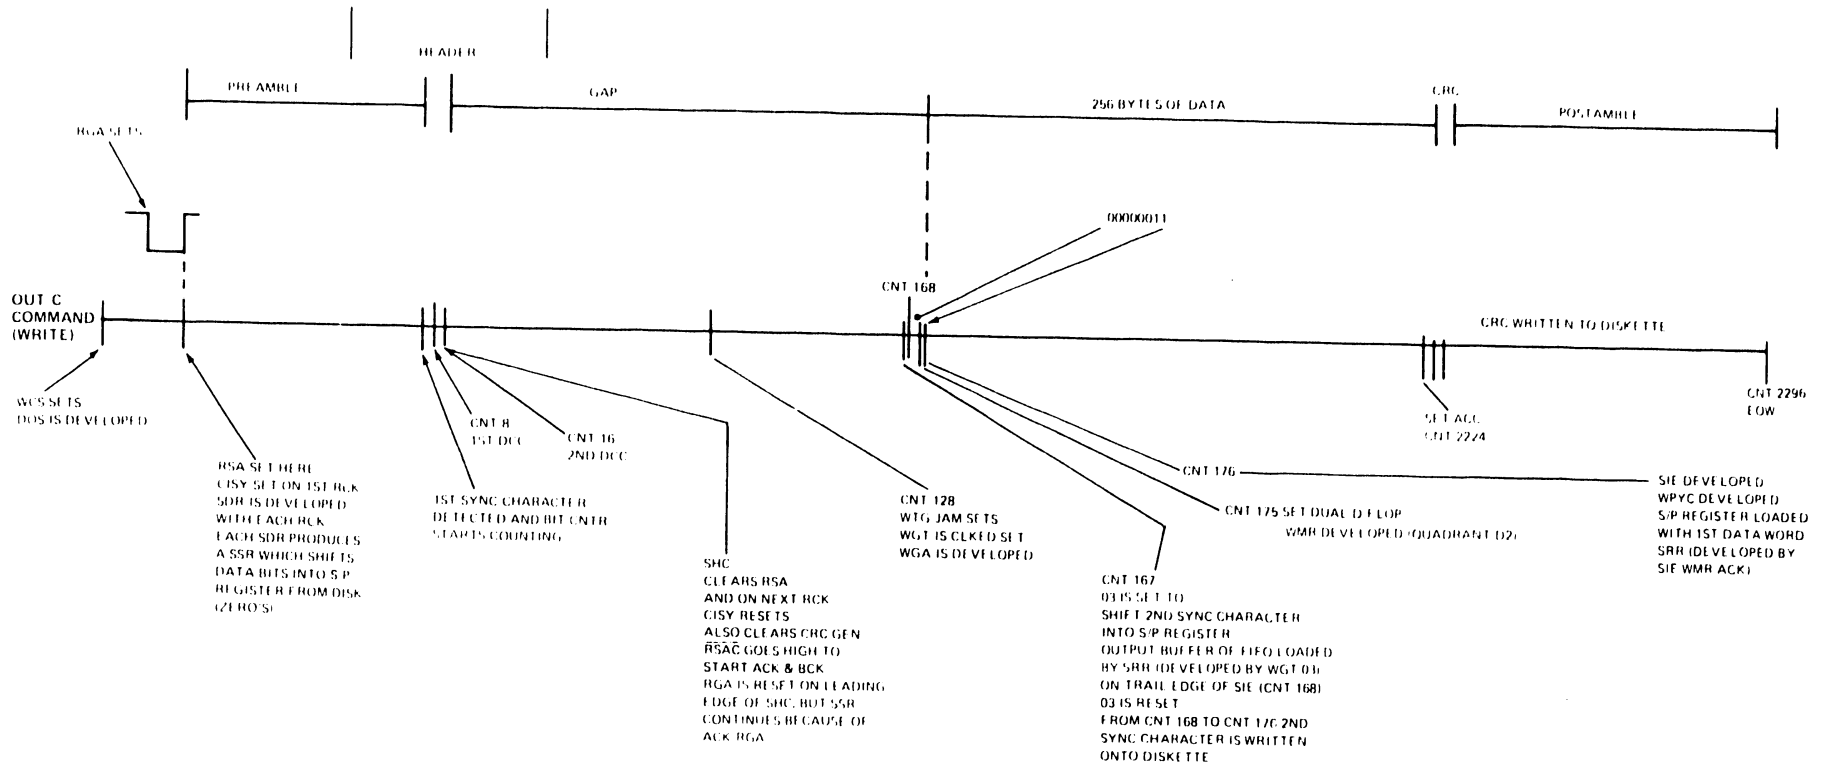 HEADER
PREAMBLE
GAP
256 BYTES OF DATA
CRC
POSTAMBLE
RGA SETS
00000011
CNT 168
OUT C
COMMAND
(WRITE)
CRC WRITTEN TO DISKETTE
WCS SETS
DOS IS DEVELOPED
CNT 8
1ST DCC
CNT 16
2ND DCC
SET ACC
CNT 2224
CNT 2296
EOW
RSA SET HERE
CISY SET ON 1ST RCK
SDR IS DEVELOPED
WITH EACH RCK
EACH SDR PRODUCES
A SSR WHICH SHIFTS
DATA BITS INTO S P
REGISTER FROM DISK
(ZERO'S)
1ST SYNC CHARACTER
DETECTED AND BIT CNTR
STARTS COUNTING
SHC
CLEARS RSA
AND ON NEXT RCK
CISY RESETS
ALSO CLEARS CRC GEN
RSAC GOES HIGH TO
START ACK & BCK
RGA IS RESET ON LEADING
EDGE OF SHC, BUT SSR
CONTINUES BECAUSE OF
ACK RGA
CNT 128
WTG JAM SETS
WGT IS CLKED SET
WGA IS DEVELOPED
CNT 167
03 IS SET TO
SHIFT 2ND SYNC CHARACTER
INTO S/P REGISTER
OUTPUT BUFFER OF FIFO LOADED
BY SRR (DEVELOPED BY WGT 03)
ON TRAIL EDGE OF SIE (CNT 168)
03 IS RESET
FROM CNT 168 TO CNT 176 2ND
SYNC CHARACTER IS WRITTEN
ONTO DISKETTE
CNT 176
CNT 175 SET DUAL D FLOP
WMR DEVELOPED (QUADRANT D2)
SIE DEVELOPED
WPYC DEVELOPED
S/P REGISTER LOADED
WITH 1ST DATA WORD
SRR (DEVELOPED BY
SIE WMR ACK)